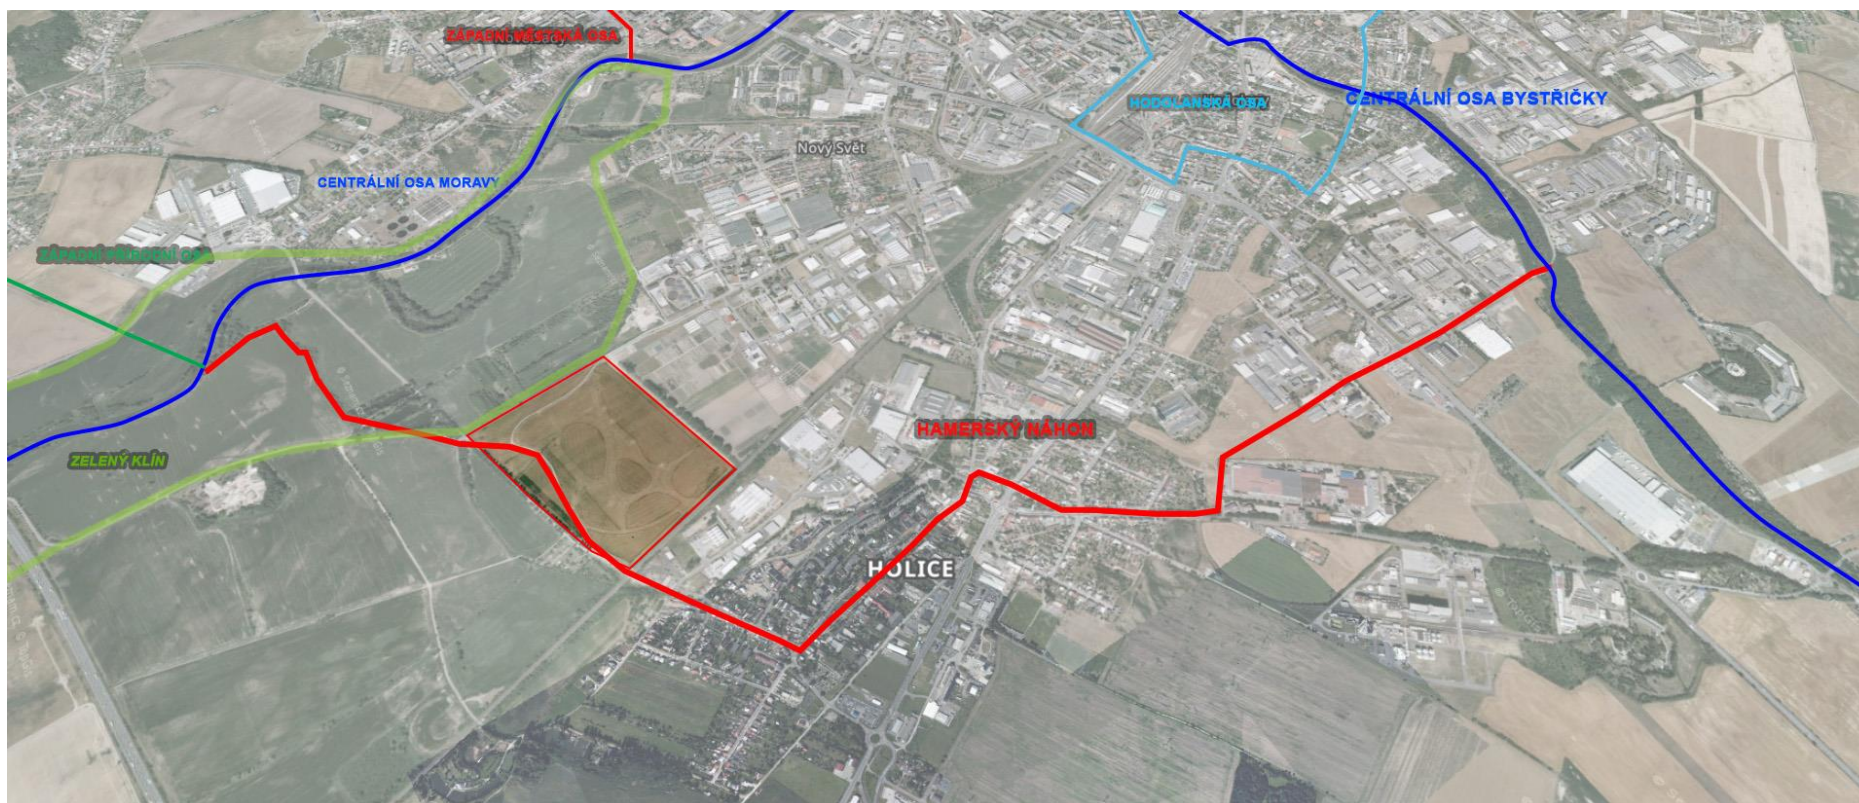 ZÁPADNÍ MĚSTSKÁ OSA
HODOLANSKÁ OSA
CENTRÁLNÍ OSA BYSTŘIČKY
Nový Svět
CENTRÁLNÍ OSA MORAVY
ZÁPADNÍ PŘÍRODNÍ OSA
HAMERSKÝ NÁHON
ZELENÝ KLÍN
HOLICE